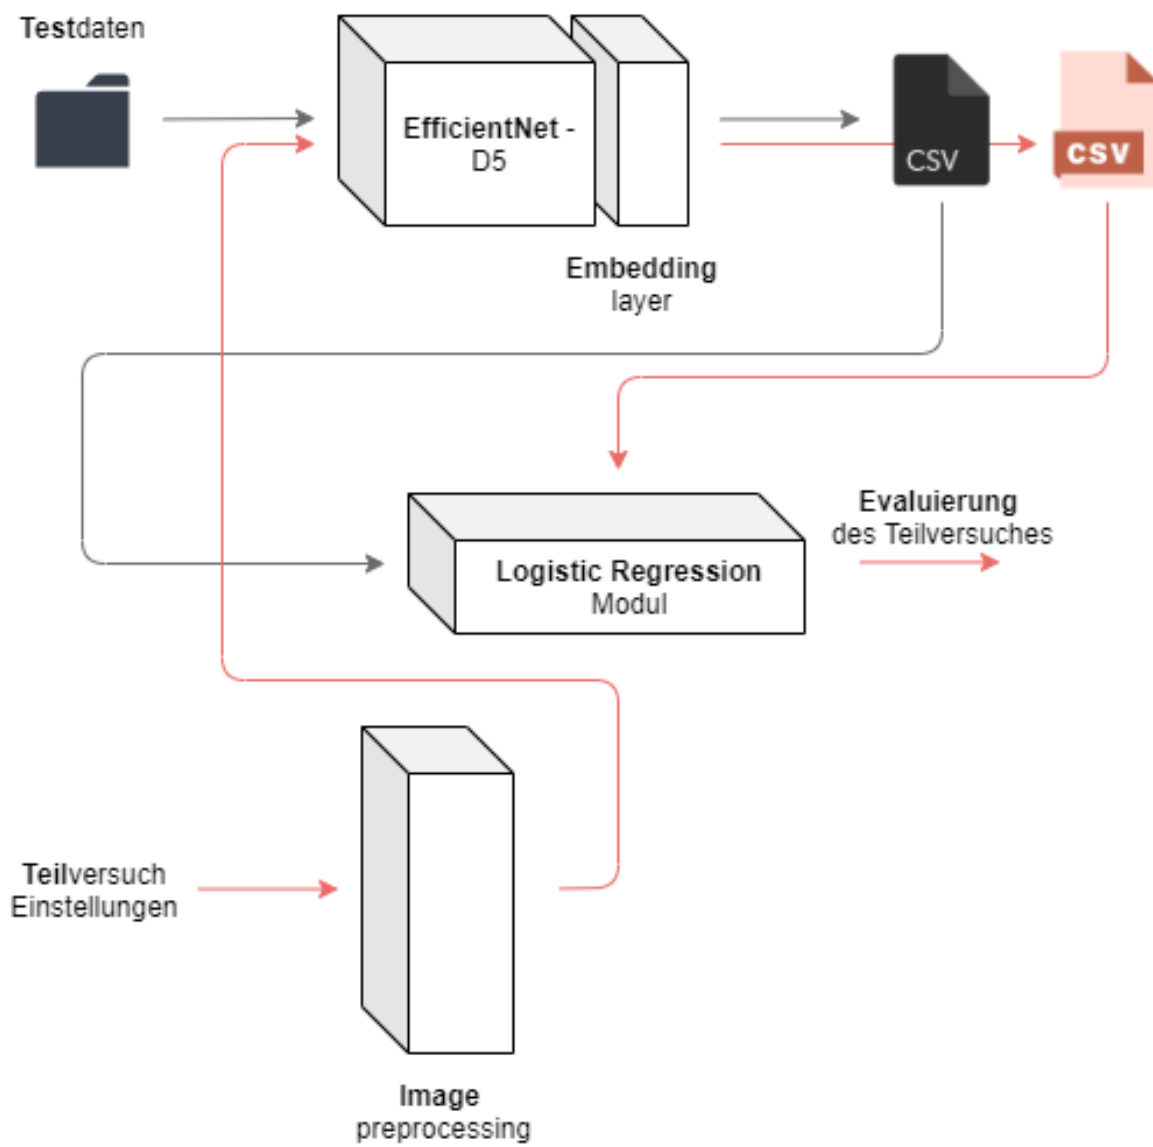 Testdaten
EfficientNet -
D5
CSV
CSV
Embedding
layer
Evaluierung
des Teilversuches
Logistic Regression
Modul
Teilversuch
Einstellungen
Image
preprocessing